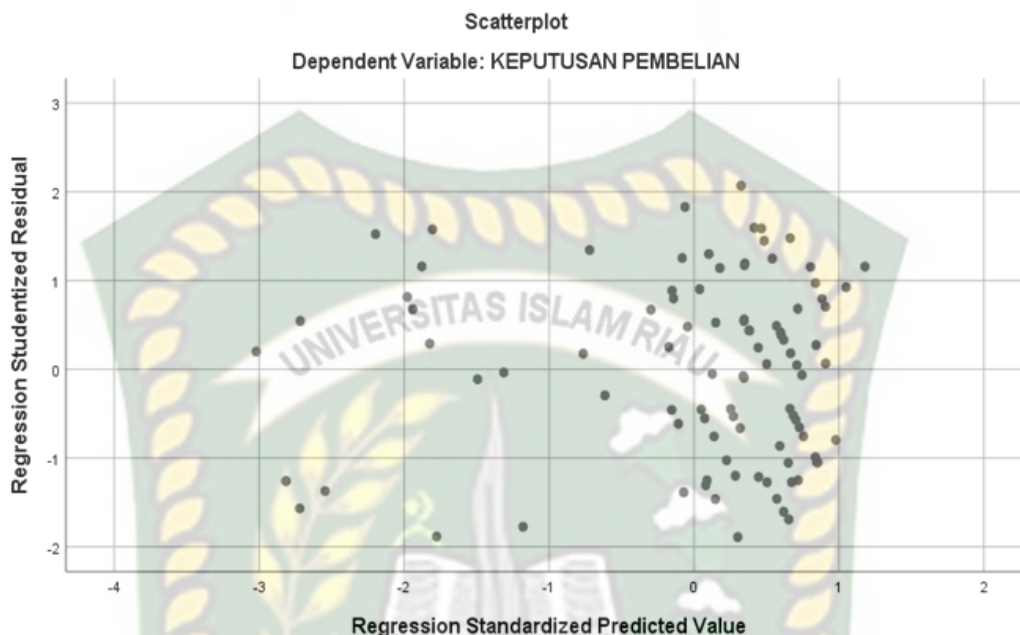 Scatterplot
Dependent Variable: KEPUTUSAN PEMBELIAN
Regression Studentized Residual
3
2
1
0
-1
-2
UNIVERSITAS ISLAM RIAU
-4
-3
-2
-1
0
1
2
Regression Standardized Predicted Value